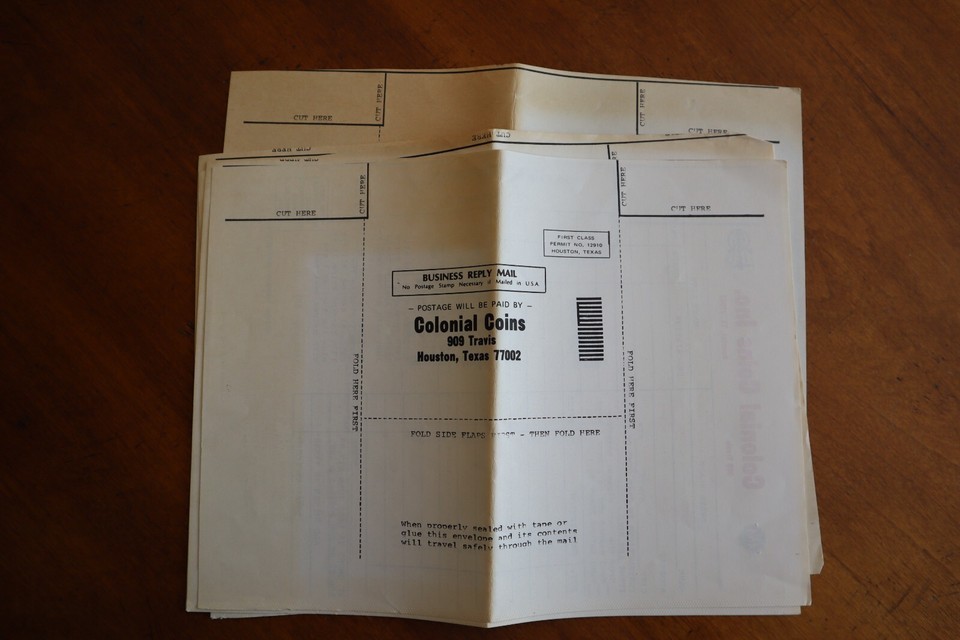 CUT HERE
CUT HERE
CUT HERE
CUT HERE
CUT HERE
CUT HERE
CUT HERE
CUT HERE
CUT HERE
CUT HERE
FIRST CLASS
PERMIT NO, 12910
HOUSTON, TEXAS
BUSINESS REPLY MAIL
No Postage Stamp Necessary if Mailed in U.S.A
— POSTAGE WILL BE PAID BY —
Colonial Coins
909 Travis
Houston, Texas 77002
FOLD HERE FIRST
FOLD HERE FIRST
FOLD SIDE FLAPS FIRST - THEN FOLD HERE
When properly sealed with tape or
glue this envelope and its contents
will travel safely through the mail